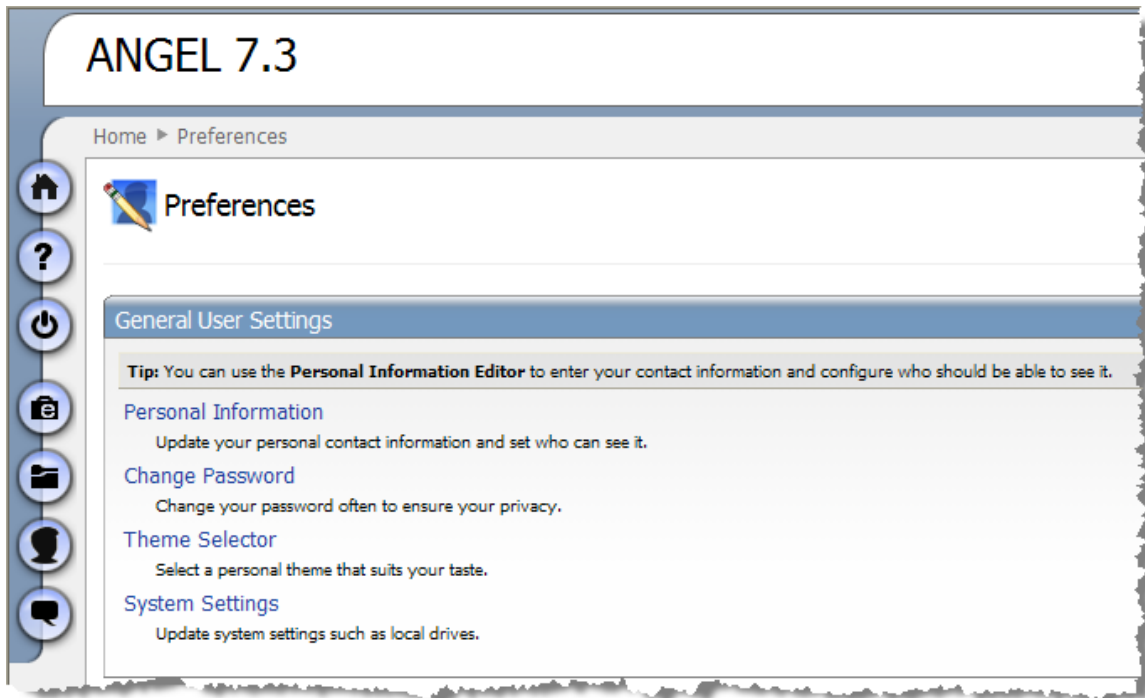 ANGEL 7.3
Home ▶ Preferences
Preferences
?
General User Settings
Tip: You can use the Personal Information Editor to enter your contact information and configure who should be able to see it.
e
Personal Information
Update your personal contact information and set who can see it.
Change Password
Change your password often to ensure your privacy.
Theme Selector
Select a personal theme that suits your taste.
System Settings
Update system settings such as local drives.